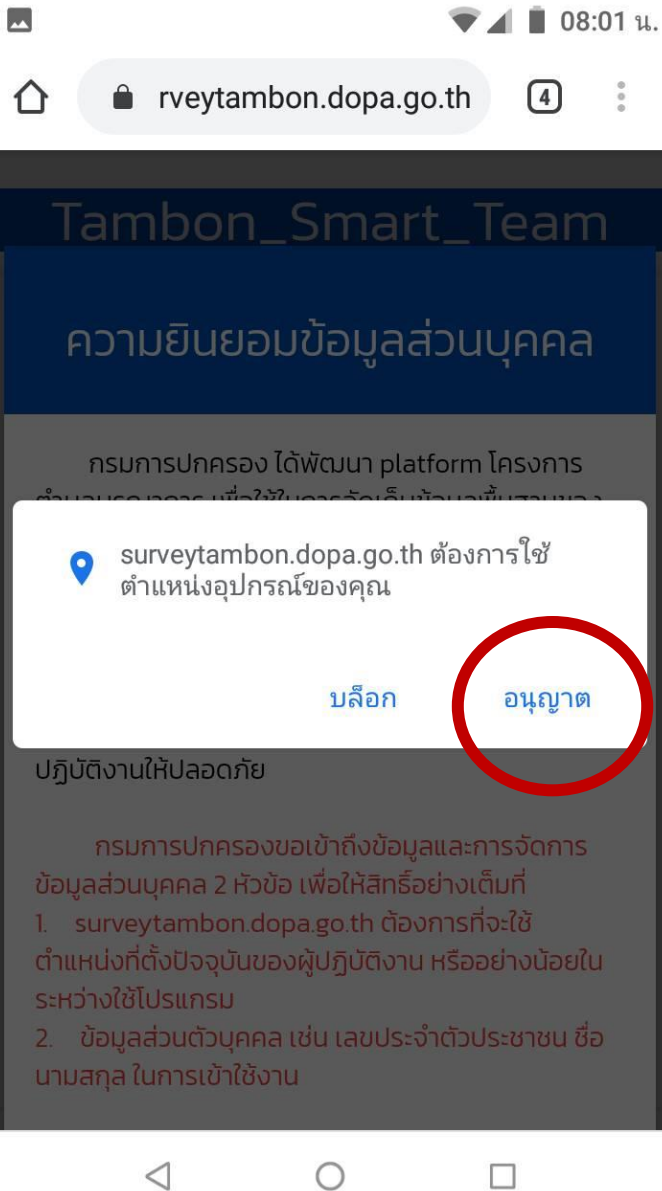 08:01 น.
rveytambon.dopa.go.th
4
Tambon_Smart_Team
ความยินยอมข้อมูลส่วนบุคคล
กรมการปกครอง ได้พัฒนา platform โครงการ
surveytambon.dopa.go.th ต้องการใช้
ตำแหน่งอุปกรณ์ของคุณ
บล็อก อนุญาต
ปฏิบัติงานให้ปลอดภัย
กรมการปกครองขอเข้าถึงข้อมูลและการจัดการ
ข้อมูลส่วนบุคคล 2 หัวข้อ เพื่อให้สิทธิ์อย่างเต็มที่
1. surveytambon.dopa.go.th ต้องการที่จะใช้
ตำแหน่งที่ตั้งปัจจุบันของผู้ปฏิบัติงาน หรืออย่างน้อยใน
ระหว่างใช้โปรแกรม
2. ข้อมูลส่วนตัวบุคคล เช่น เลขประจำตัวประชาชน ชื่อ
นามสกุล ในการเข้าใช้งาน